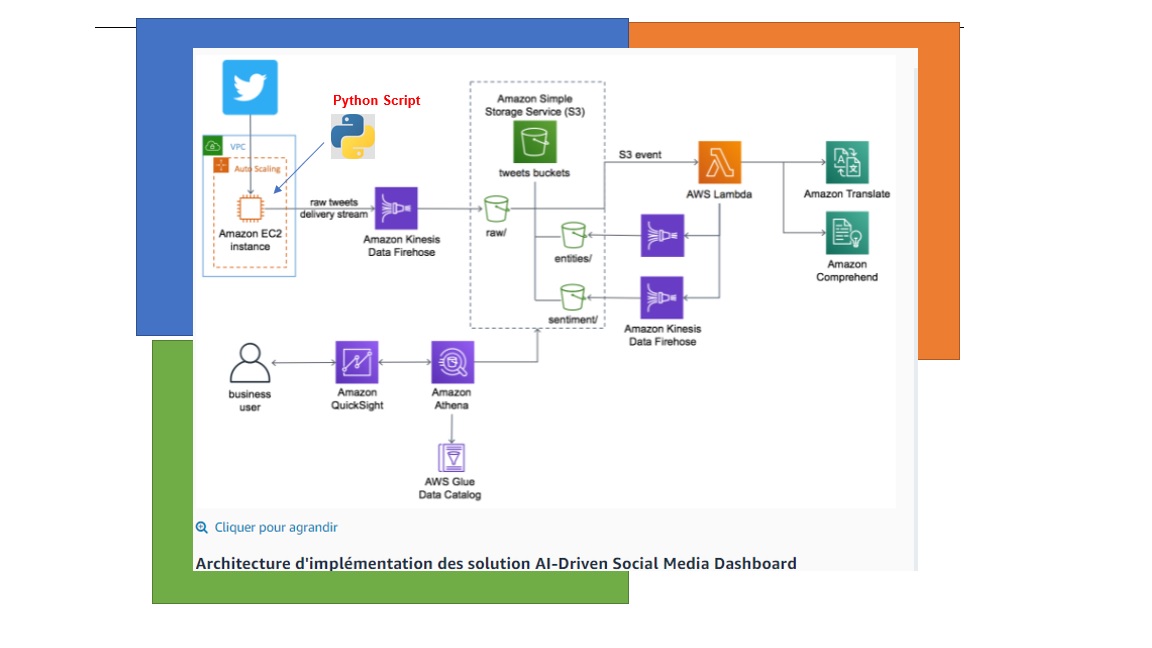 Python Script
Amazon Simple
Storage Service (S3)
VPC
Auto Scaling
S3 event
tweets buckets
AWS Lambda
Amazon Translate
raw tweets
delivery stream
Amazon EC2
instance
Amazon Kinesis
Data Firehose
raw/
entities/
Amazon
Comprehend
sentiment/
Amazon Kinesis
Data Firehose
business
user
Amazon
QuickSight
Amazon
Athena
AWS Glue
Data Catalog
Cliquer pour agrandir
Architecture d'implémentation des solution AI-Driven Social Media Dashboard